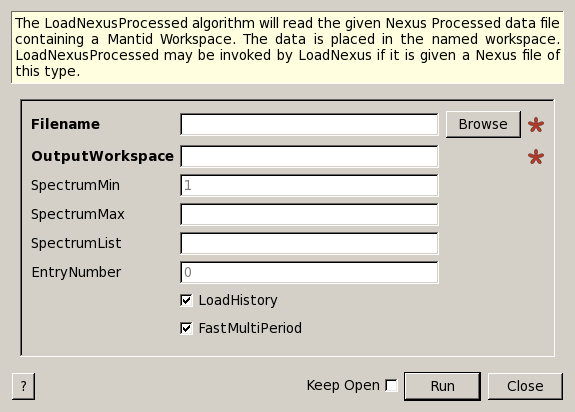 The LoadNexusProcessed algorithm will read the given Nexus Processed data file
containing a Mantid Workspace. The data is placed in the named workspace.
LoadNexusProcessed may be invoked by LoadNexus if it is given a Nexus file of
this type.
Filename Browse *
OutputWorkspace *
SpectrumMin 1
SpectrumMax
SpectrumList
EntryNumber 0
LoadHistory
FastMultiPeriod
? Keep Open Run Close